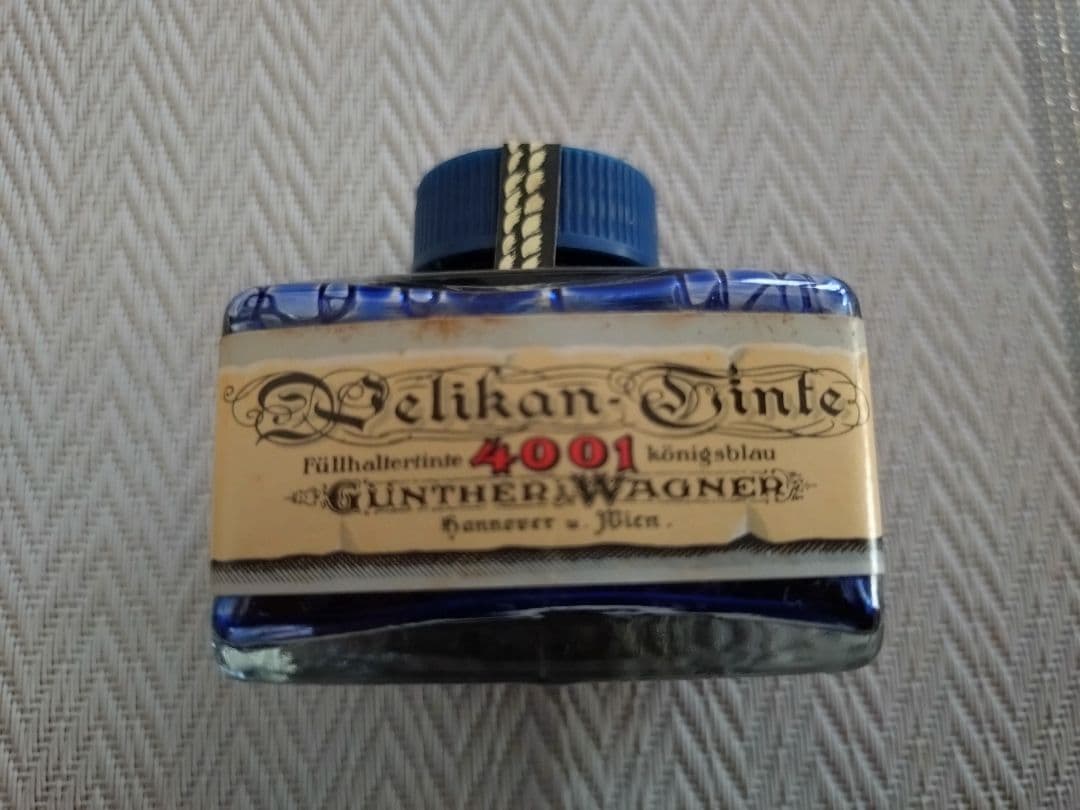 Pelikan-Tinte
Füllhaltertinte 4001 königsblau
GÜNTHER WAGNER
Hannover u. Wien.